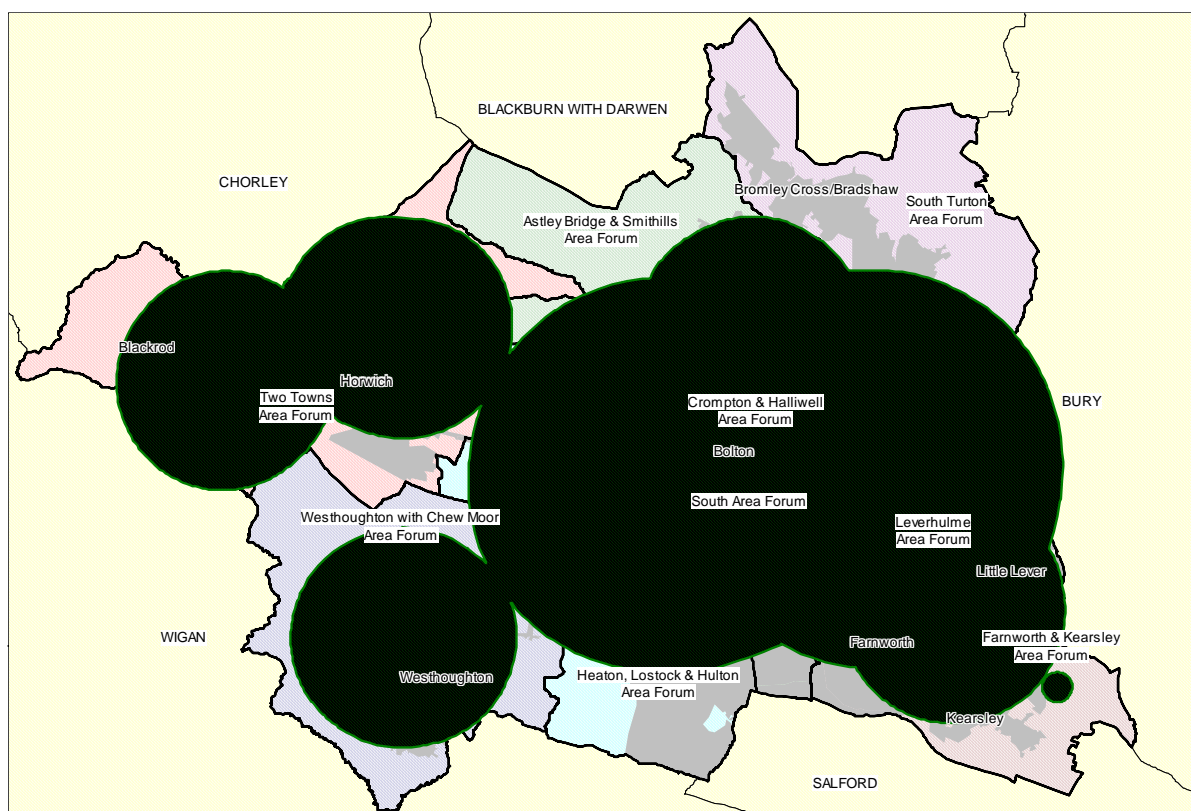 BLACKBURN WITH DARWEN
CHORLEY
Bromley Cross/Bradshaw
South Turton
Area Forum
Astley Bridge & Smithills
Area Forum
Blackrod
Horwich
Two Towns
Area Forum
Crompton & Halliwell
Area Forum
BURY
Bolton
South Area Forum
Westhoughton with Chew Moor
Area Forum
Leverhulme
Area Forum
Little Lever
WIGAN
Farnworth
Farnworth & Kearsley
Area Forum
Westhoughton
Heaton, Lostock & Hulton
Area Forum
Kearsley
SALFORD